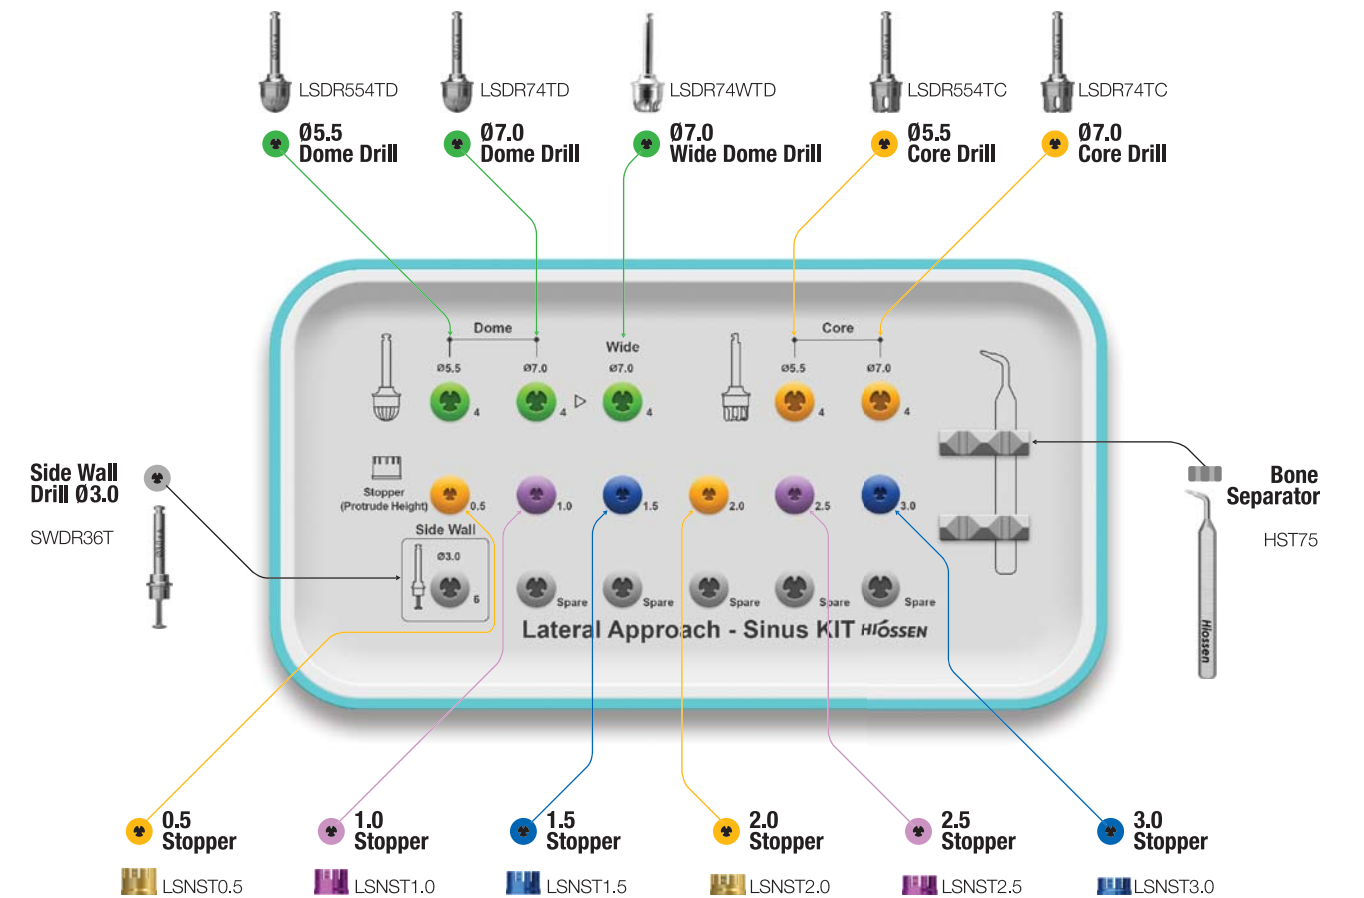 LSDR554TD
LSDR74TD
LSDR74WTD
LSDR554TC
LSDR74TC
Ø5.5
Dome Drill
Ø7.0
Dome Drill
Ø7.0
Wide Dome Drill
Ø5.5
Core Drill
Ø7.0
Core Drill
Dome
Wide
Core
Ø5.5
Ø7.0
Ø7.0
Ø5.5
Ø7.0
4
4
4
4
4
Side Wall
Drill Ø3.0
SWDR36T
Stopper
(Protrude Height)
0.5
1.0
1.5
2.0
2.5
3.0
Bone
Separator
HST75
Hiossen
Side Wall
Ø3.0
6
Spare
Spare
Spare
Spare
Spare
Lateral Approach - Sinus KIT HIOSSEN
0.5
Stopper
1.0
Stopper
1.5
Stopper
2.0
Stopper
2.5
Stopper
3.0
Stopper
LSNST0.5
LSNST1.0
LSNST1.5
LSNST2.0
LSNST2.5
LSNST3.0